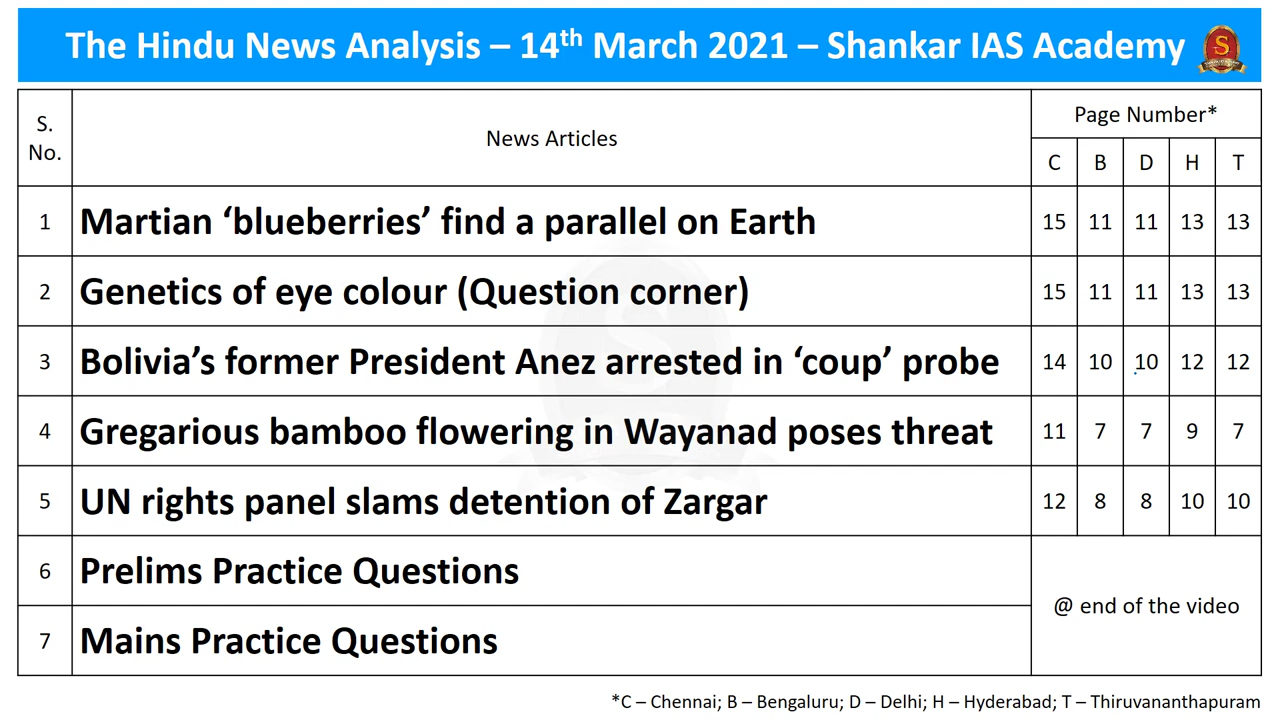 The Hindu News Analysis – 14th March 2021 – Shankar IAS Academy
S. No.
News Articles
Page Number*
C B D H T
1 Martian ‘blueberries’ find a parallel on Earth 15 11 11 13 13
2 Genetics of eye colour (Question corner) 15 11 11 13 13
3 Bolivia’s former President Anez arrested in ‘coup’ probe 14 10 10 12 12
4 Gregarious bamboo flowering in Wayanad poses threat 11 7 7 9 7
5 UN rights panel slams detention of Zargar 12 8 8 10 10
6 Prelims Practice Questions
7 Mains Practice Questions
@ end of the video
*C – Chennai; B – Bengaluru; D – Delhi; H – Hyderabad; T – Thiruvananthapuram